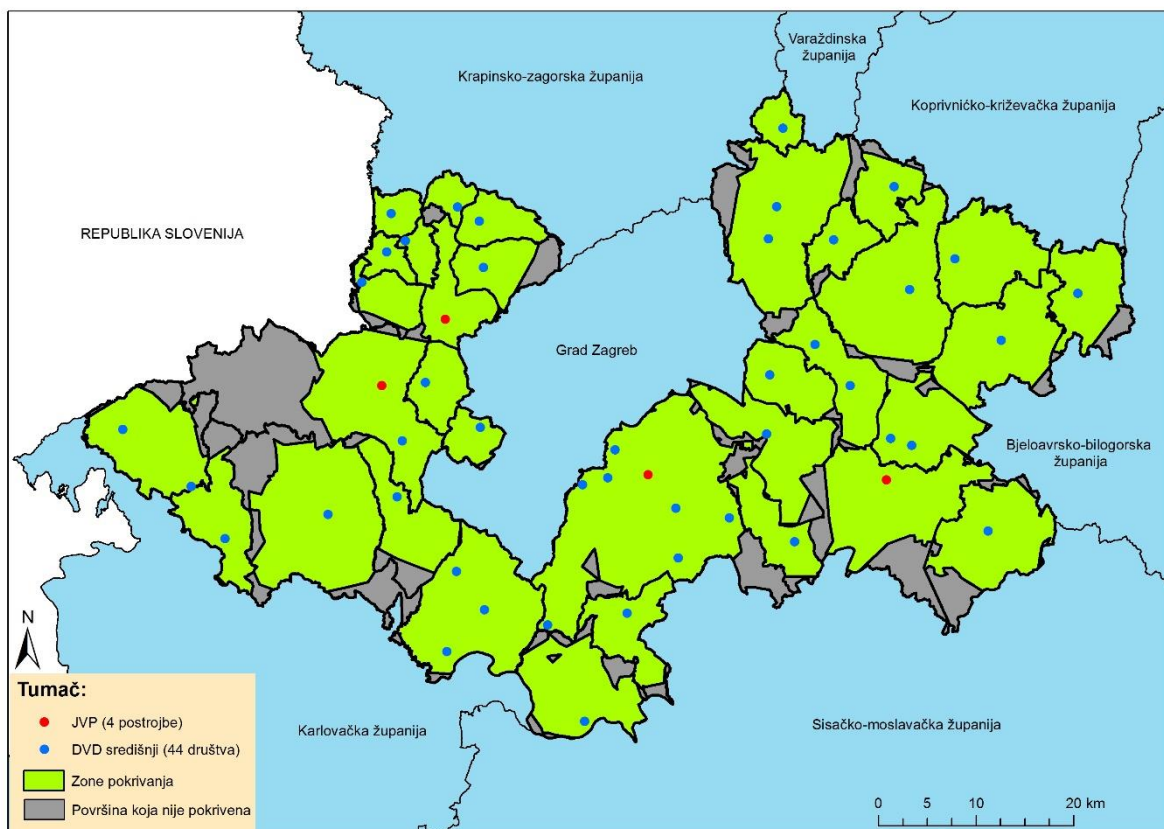 Varaždinska
županija
Krapinsko-zagorska županija
Koprivnićko-križevačka županija
REPUBLIKA SLOVENIJA
Grad Zagreb
Bjeloavrsko-bilogorska
županija
N
Tumač:
JVP (4 postrojbe)
DVD središnji (44 društva)
Zone pokrivanja
Površina koja nije pokrivena
Karlovačka županija
Sisačko-moslavačka županija
0 5 10 20 km